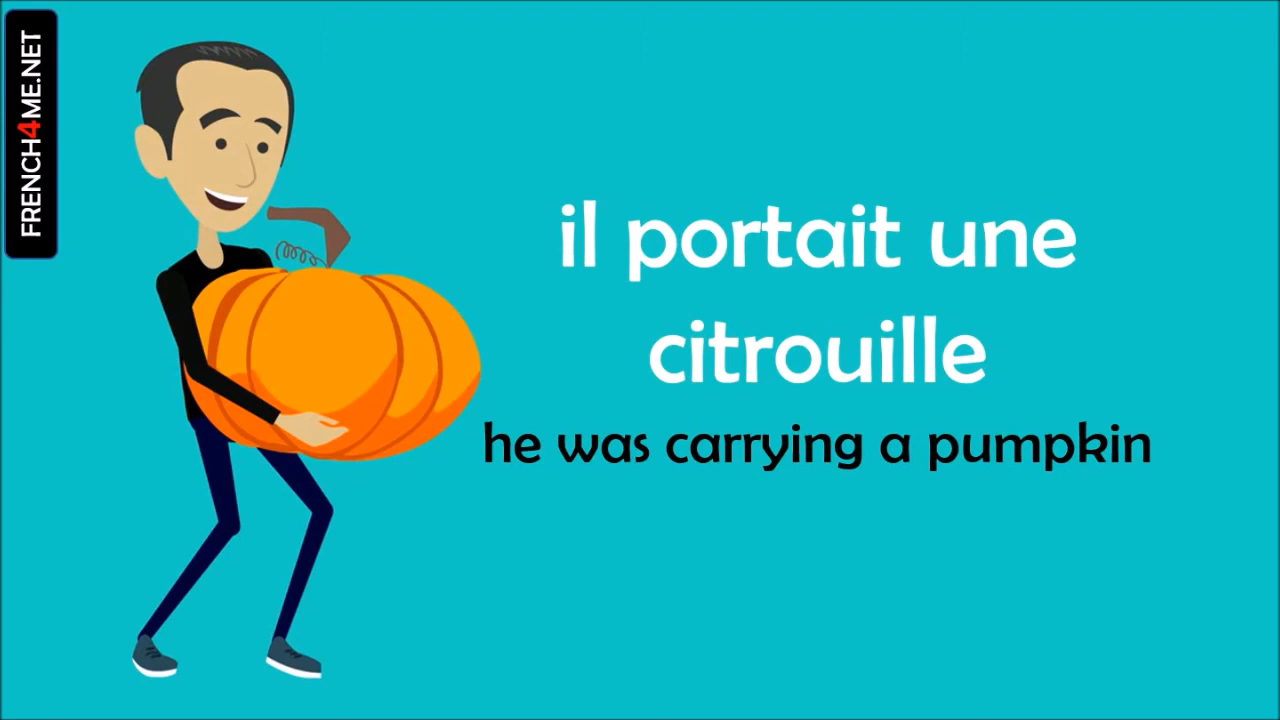 FRENCH4ME.NET
il portait une
citrouille
he was carrying a pumpkin